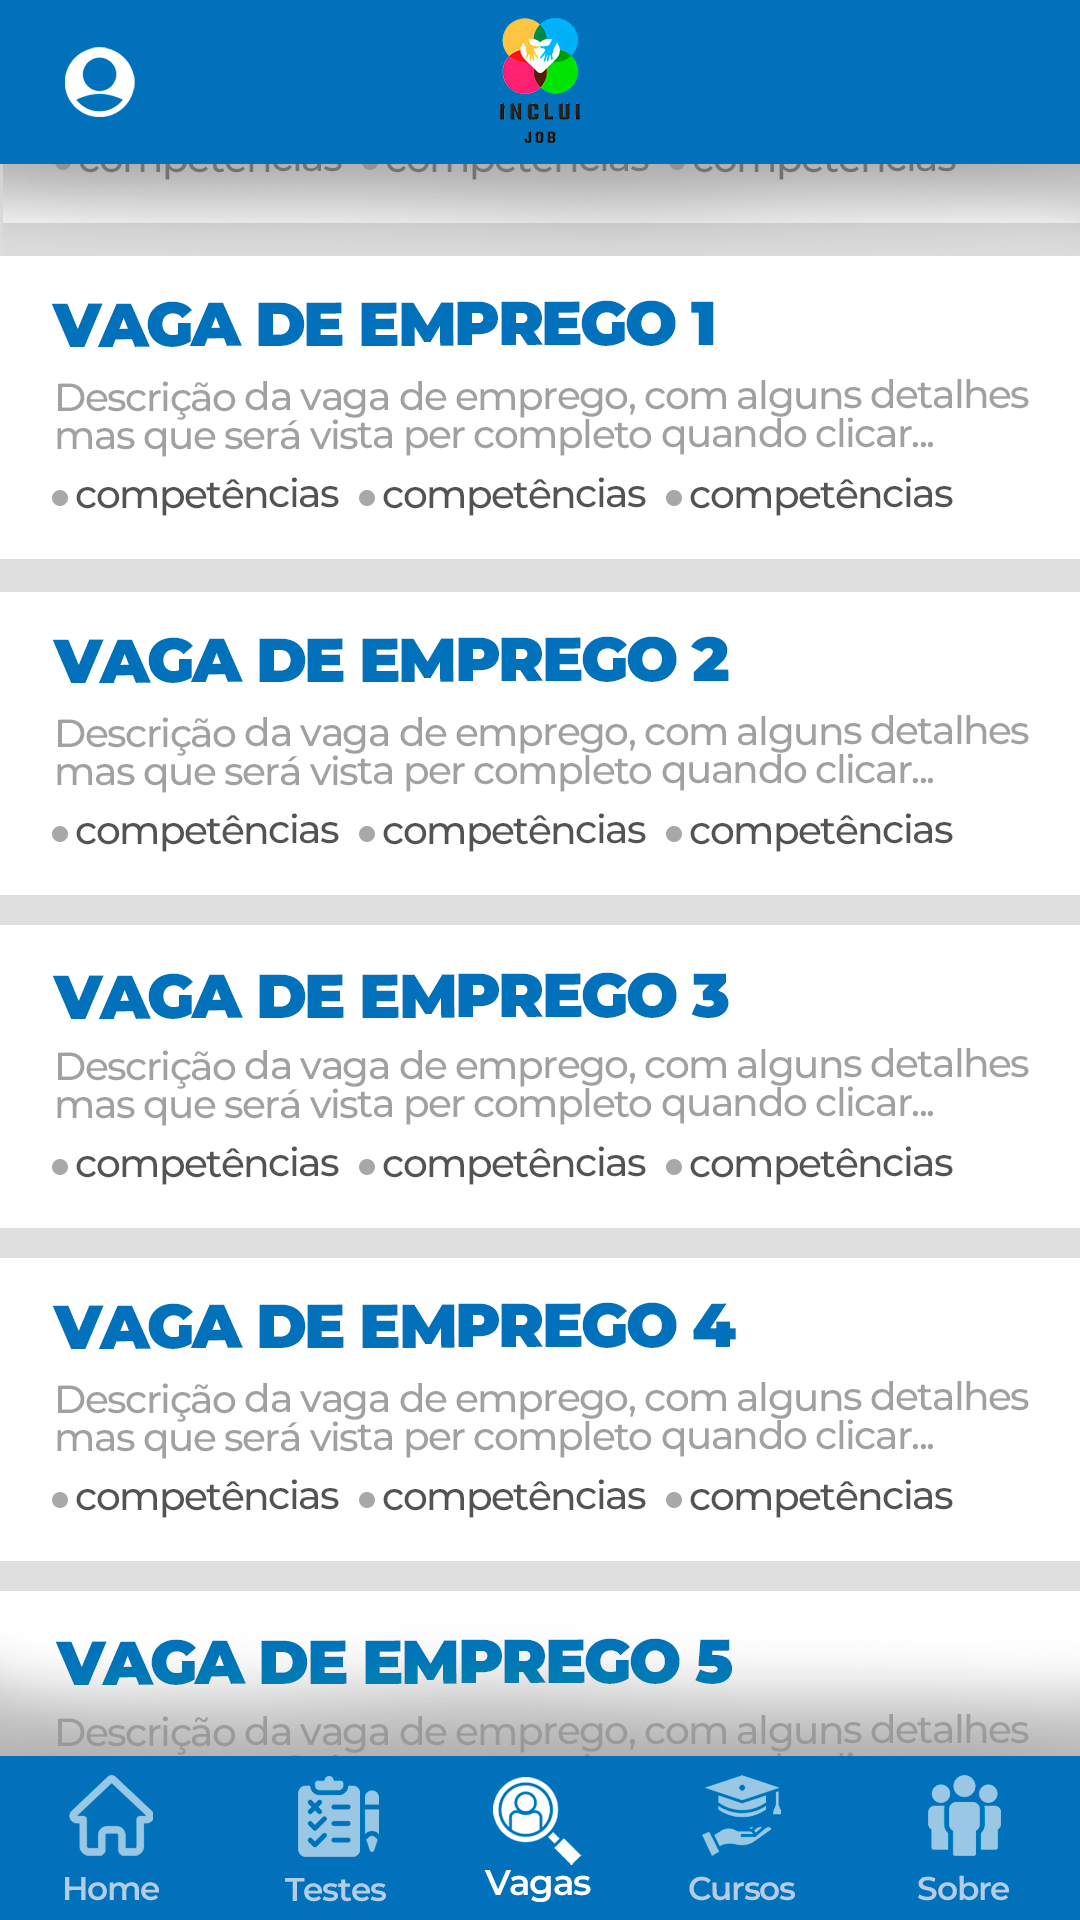 INCLUI
JOB
competências competências competências
VAGA DE EMPREGO 1
Descrição da vaga de emprego, com alguns detalhes
mas que será vista per completo quando clicar...
competências competências competências
VAGA DE EMPREGO 2
Descrição da vaga de emprego, com alguns detalhes
mas que será vista per completo quando clicar...
competências competências competências
VAGA DE EMPREGO 3
Descrição da vaga de emprego, com alguns detalhes
mas que será vista per completo quando clicar...
competências competências competências
VAGA DE EMPREGO 4
Descrição da vaga de emprego, com alguns detalhes
mas que será vista per completo quando clicar...
competências competências competências
VAGA DE EMPREGO 5
Descrição da vaga de emprego, com alguns detalhes
Home Testes Vagas Cursos Sobre